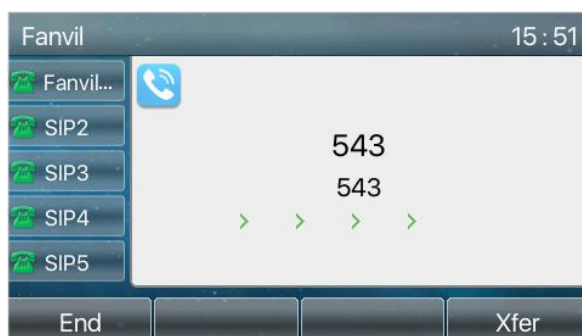 Fanvil 15:51
Fanvil...
SIP2
SIP3
SIP4
SIP5
543
543
> > > >
End Xfer